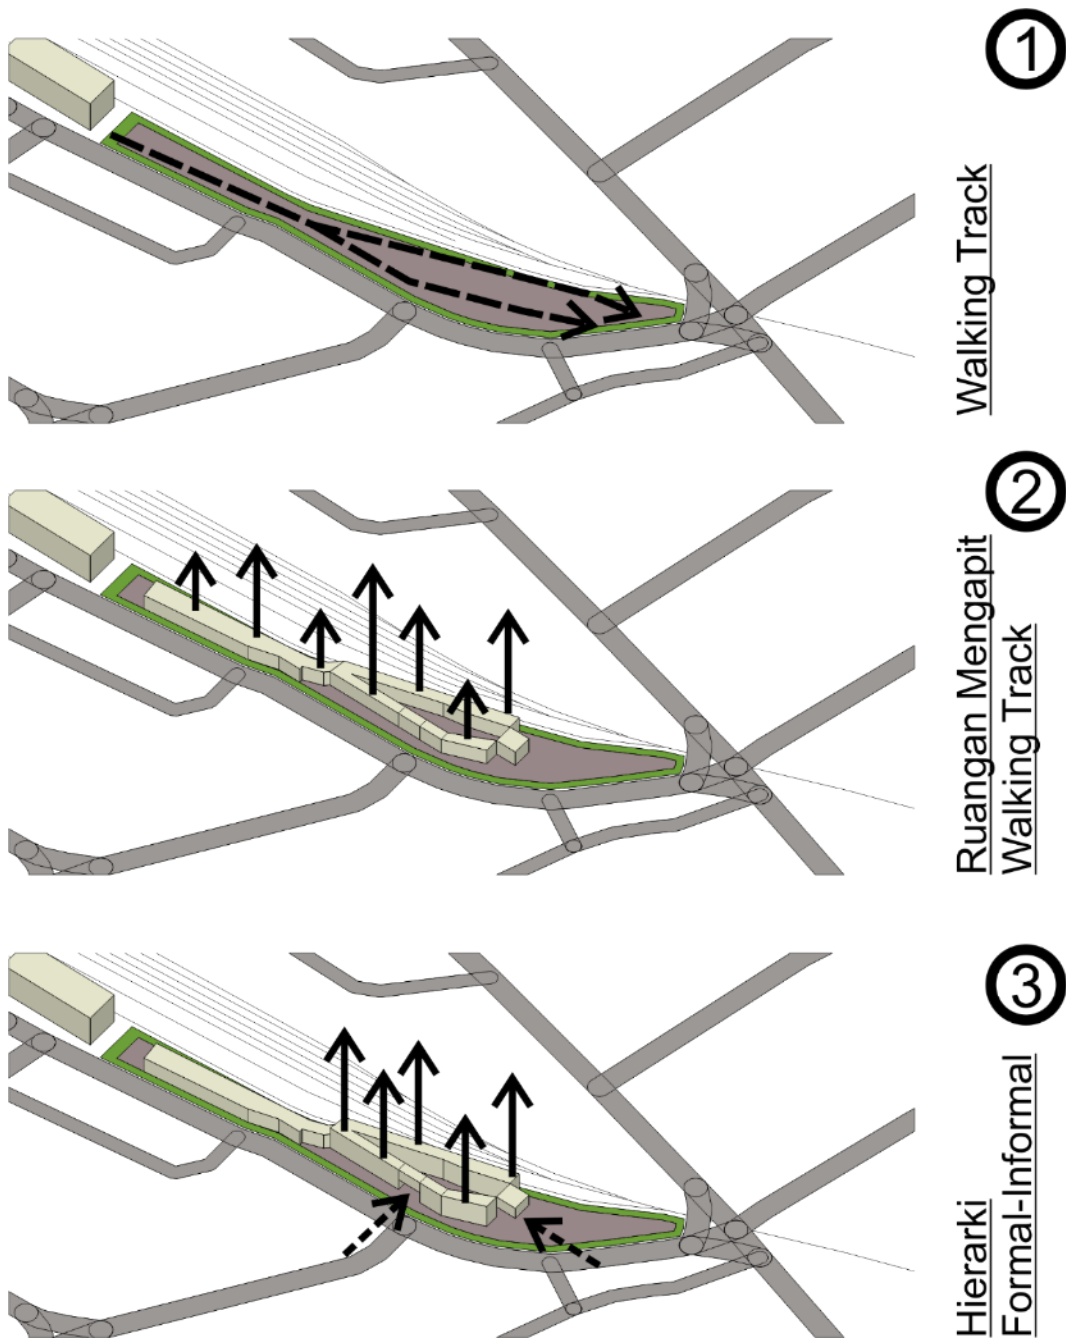 1
Walking Track
2
Ruangan Mengapit
Walking Track
3
Hierarki
Formal-Informal